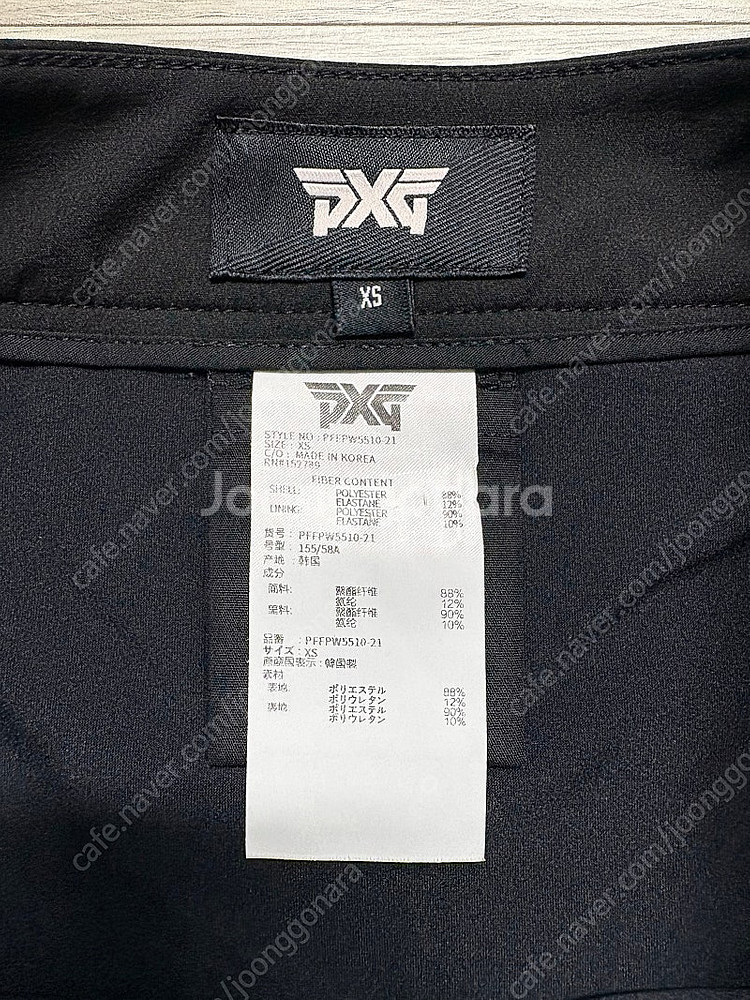 PXG
XS
PXG
STYLE NO : PFFPW5510-21
SIZE : XS
C/O : MADE IN KOREA
RN#152789
FIBER CONTENT
SHELL: POLYESTER 88%
ELASTANE 12%
LINING: POLYESTER 90%
ELASTANE 10%
货号 : PFFPW5510-21
号型 : 155/58A
产地 : 韩国
成分
面料: 聚酯纤维 88%
氨纶 12%
里料: 聚酯纤维 90%
氨纶 10%
品番 : PFFPW5510-21
サイズ : XS
原産国表示 : 韓国製
素材
表地: ポリエステル 88%
ポリウレタン 12%
裏地: ポリエステル 90%
ポリウレタン 10%
Joonggonara
cafe.naver.com/joonggonara